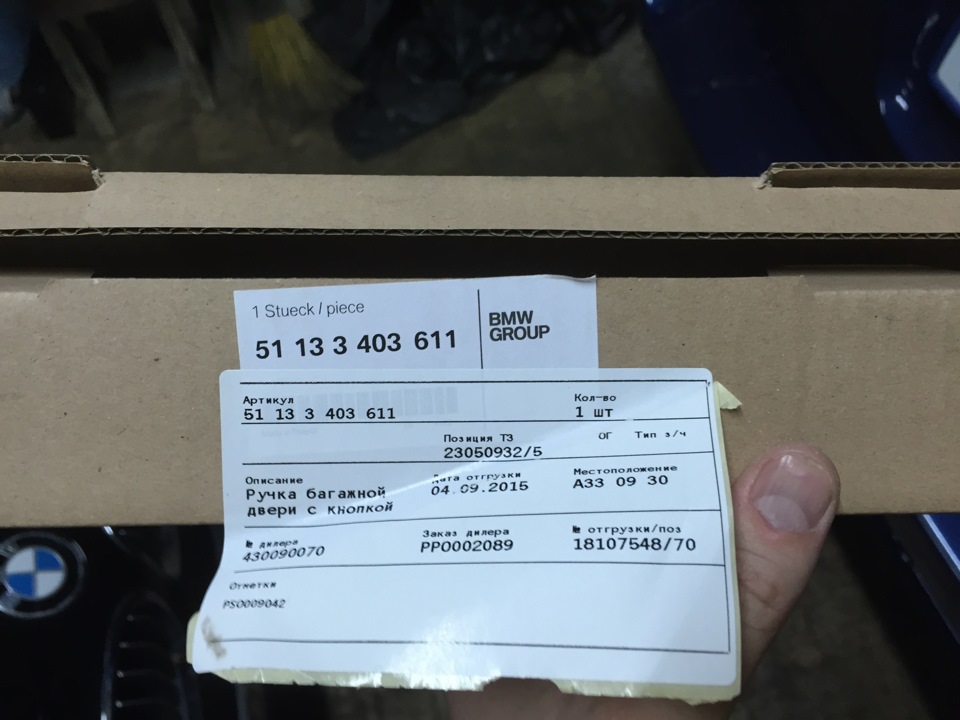 1 Stueck / piece
51 13 3 403 611
BMW
GROUP
Артикул
51 13 3 403 611
Кол-во
1 шт
Позиция ТЗ
23050932/5
ОГ
Тип з/ч
Описание
Ручка багажной
двери с кнопкой
Дата отгрузки
04.09.2015
Местоположение
A33 09 30
№ дилера
430090070
Заказ дилера
PP0002089
№ отгрузки/поз
18107548/70
Отметки
PS0009042
BMW